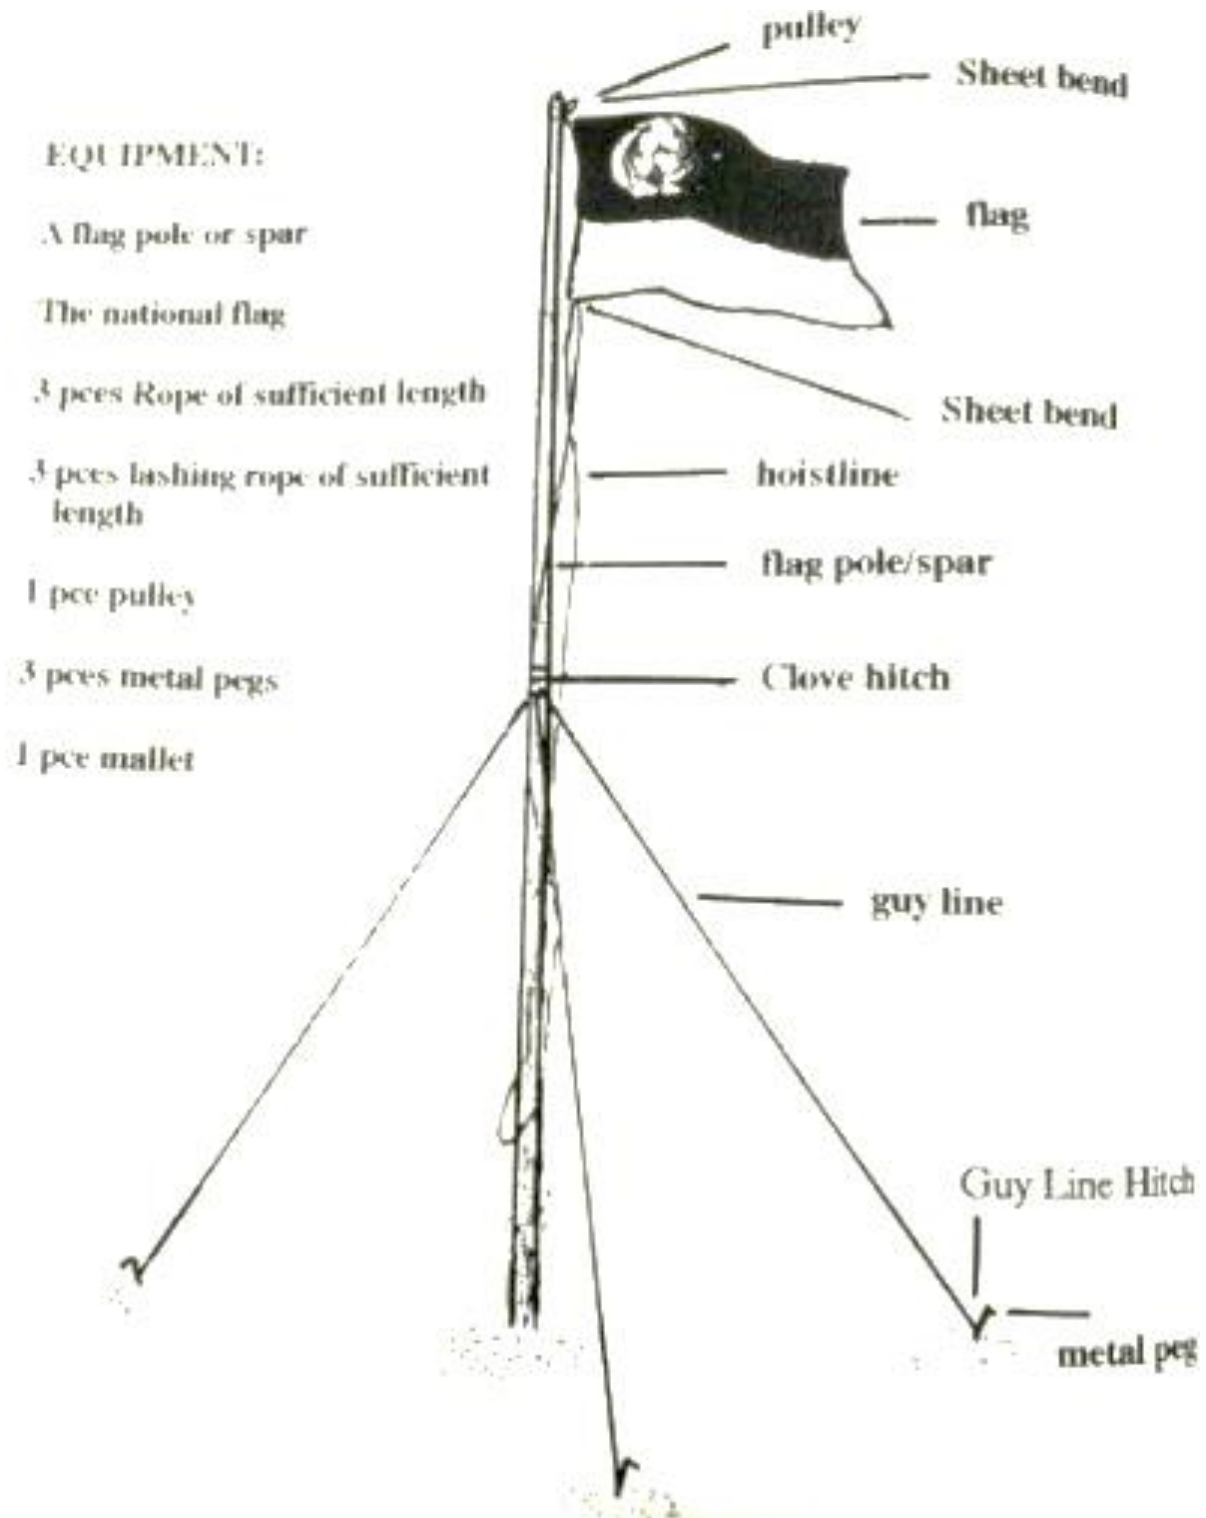 pulley
Sheet bend
EQUIPMENT:
A flag pole or spar
flag
The national flag
3 pces Rope of sufficient length
Sheet bend
3 pces lashing rope of sufficient
length
hoistline
flag pole/spar
1 pce pulley
3 pces metal pegs
Clove hitch
1 pce mallet
guy line
Guy Line Hitch
metal peg